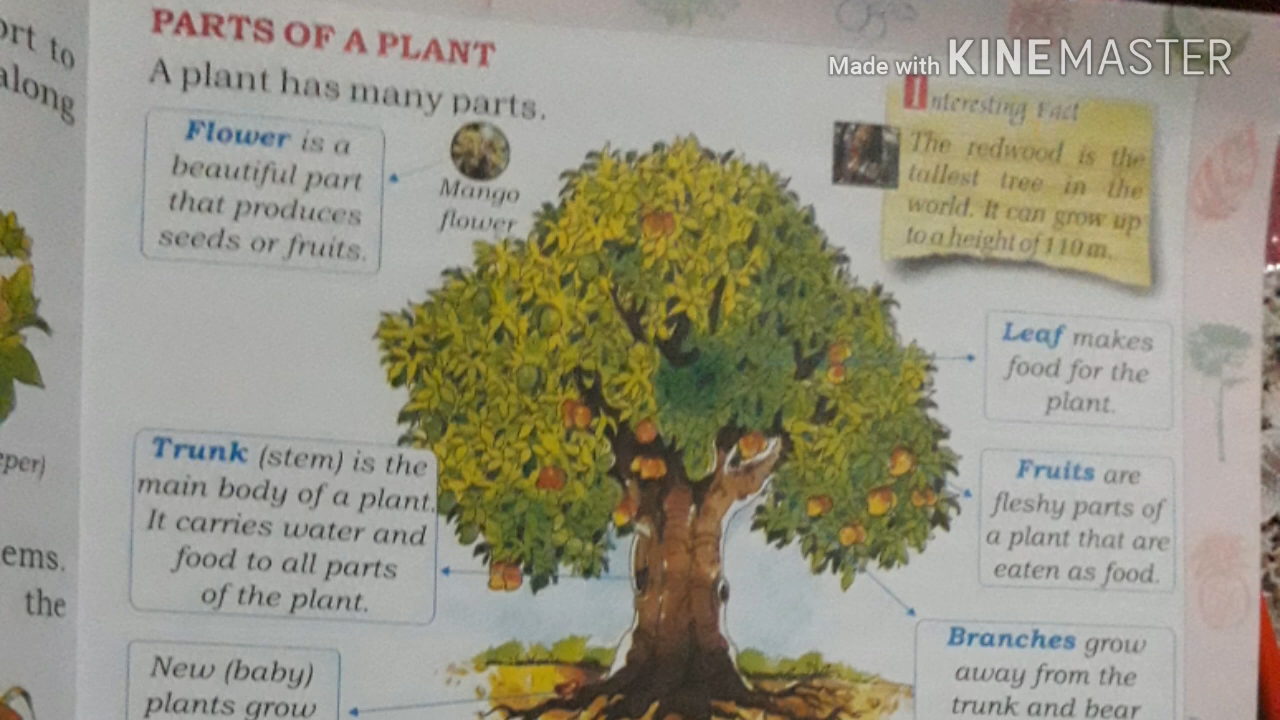 ort to
along
eper)
ems.
the
PARTS OF A PLANT
A plant has many parts.
Flower is a
beautiful part
that produces
seeds or fruits.
Mango
flower
Made with KINEMASTER
Interesting Fact
The redwood is the
tallest tree in the
world. It can grow up
to a height of 110 m.
Leaf makes
food for the
plant.
Trunk (stem) is the
main body of a plant.
It carries water and
food to all parts
of the plant.
Fruits are
fleshy parts of
a plant that are
eaten as food.
New (baby)
plants grow
Branches grow
away from the
trunk and bear